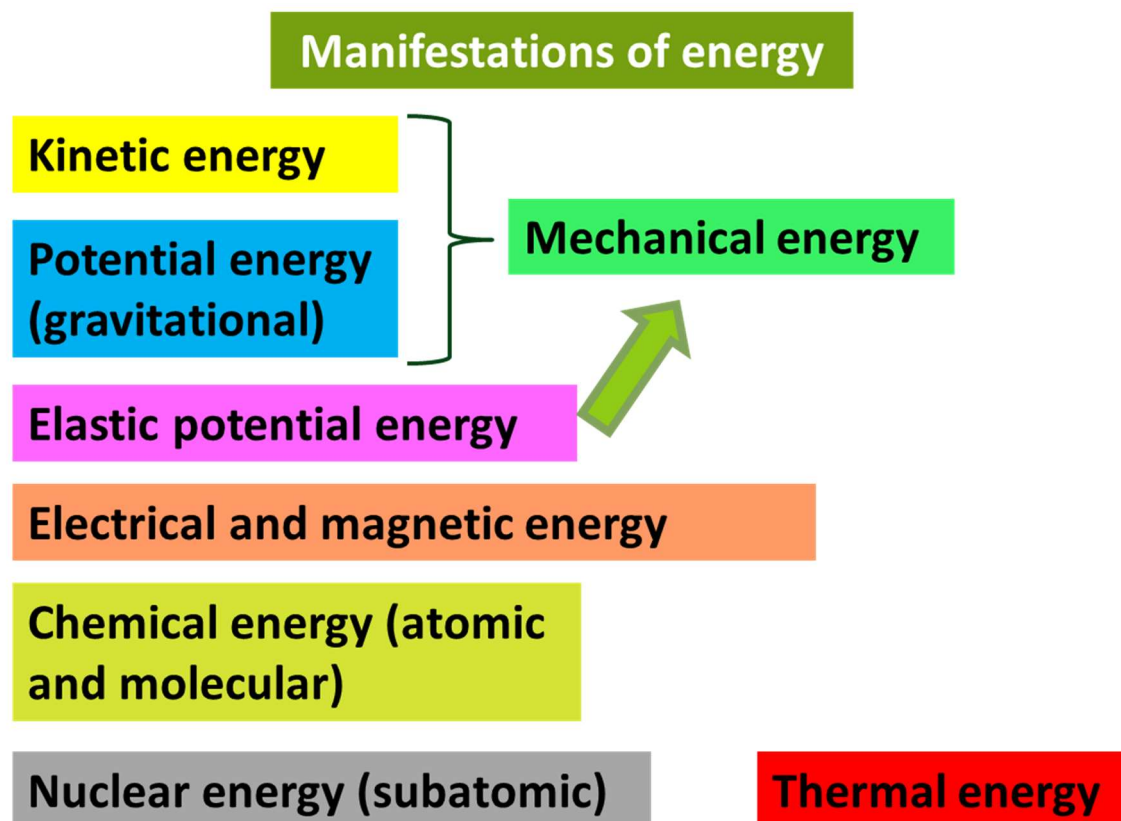 Manifestations of energy
Kinetic energy
Potential energy
(gravitational)
Mechanical energy
Elastic potential energy
Electrical and magnetic energy
Chemical energy (atomic
and molecular)
Nuclear energy (subatomic)
Thermal energy